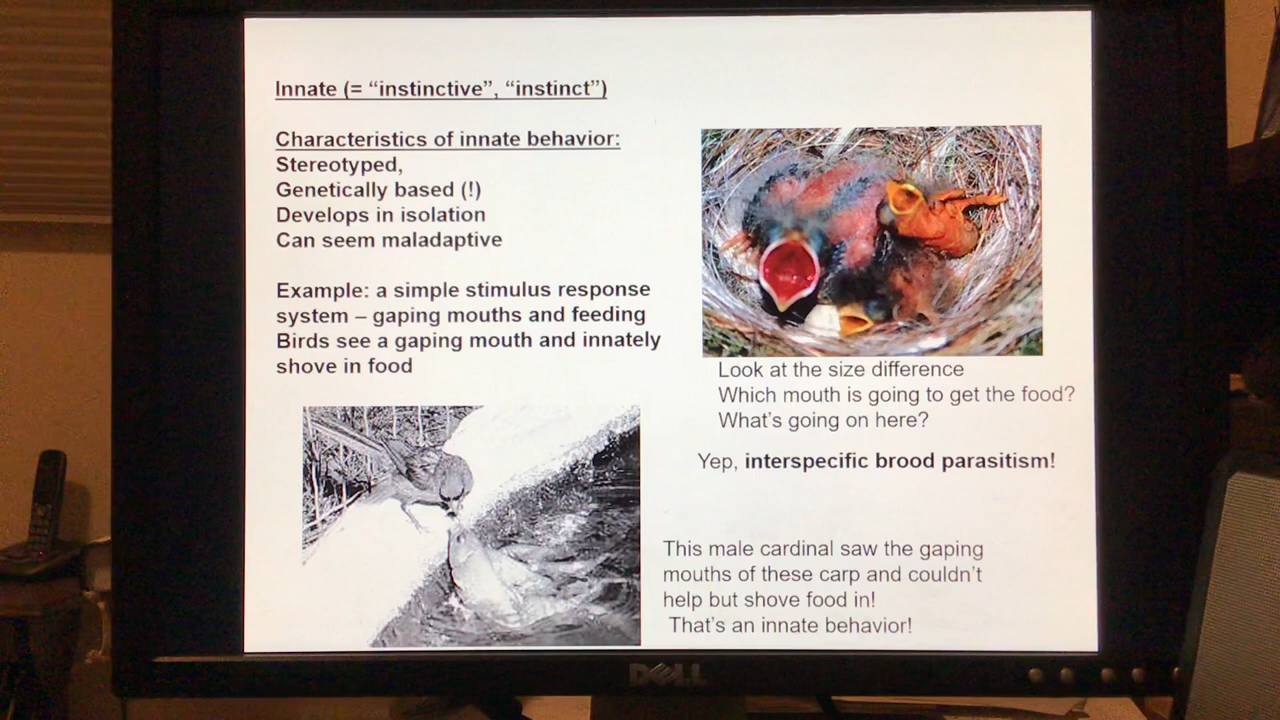 Innate (= “instinctive”, “instinct”)
Characteristics of innate behavior:
Stereotyped,
Genetically based (!)
Develops in isolation
Can seem maladaptive
Example: a simple stimulus response
system – gaping mouths and feeding
Birds see a gaping mouth and innately
shove in food
Look at the size difference
Which mouth is going to get the food?
What’s going on here?
Yep, interspecific brood parasitism!
This male cardinal saw the gaping
mouths of these carp and couldn’t
help but shove food in!
That’s an innate behavior!
DELL